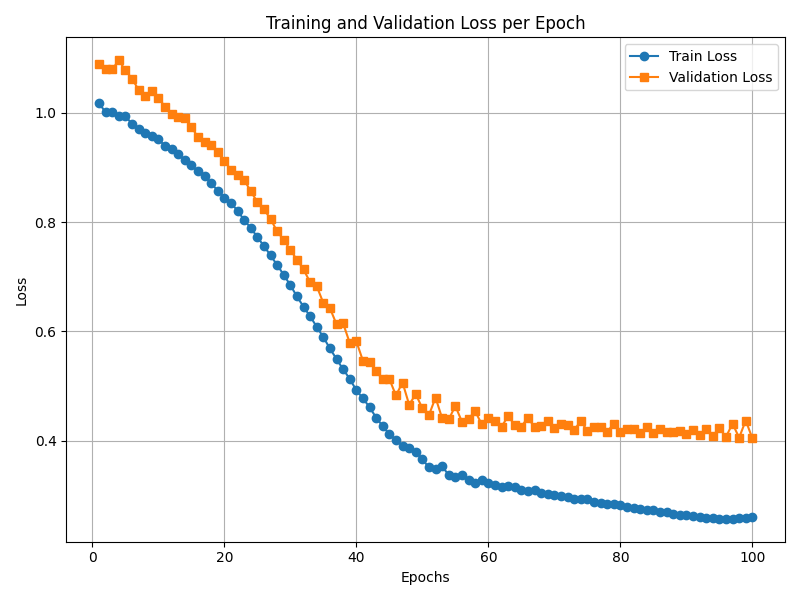 Training and Validation Loss per Epoch
Train Loss
Validation Loss
1.0
0.8
0.6
0.4
Loss
0 20 40 60 80 100
Epochs